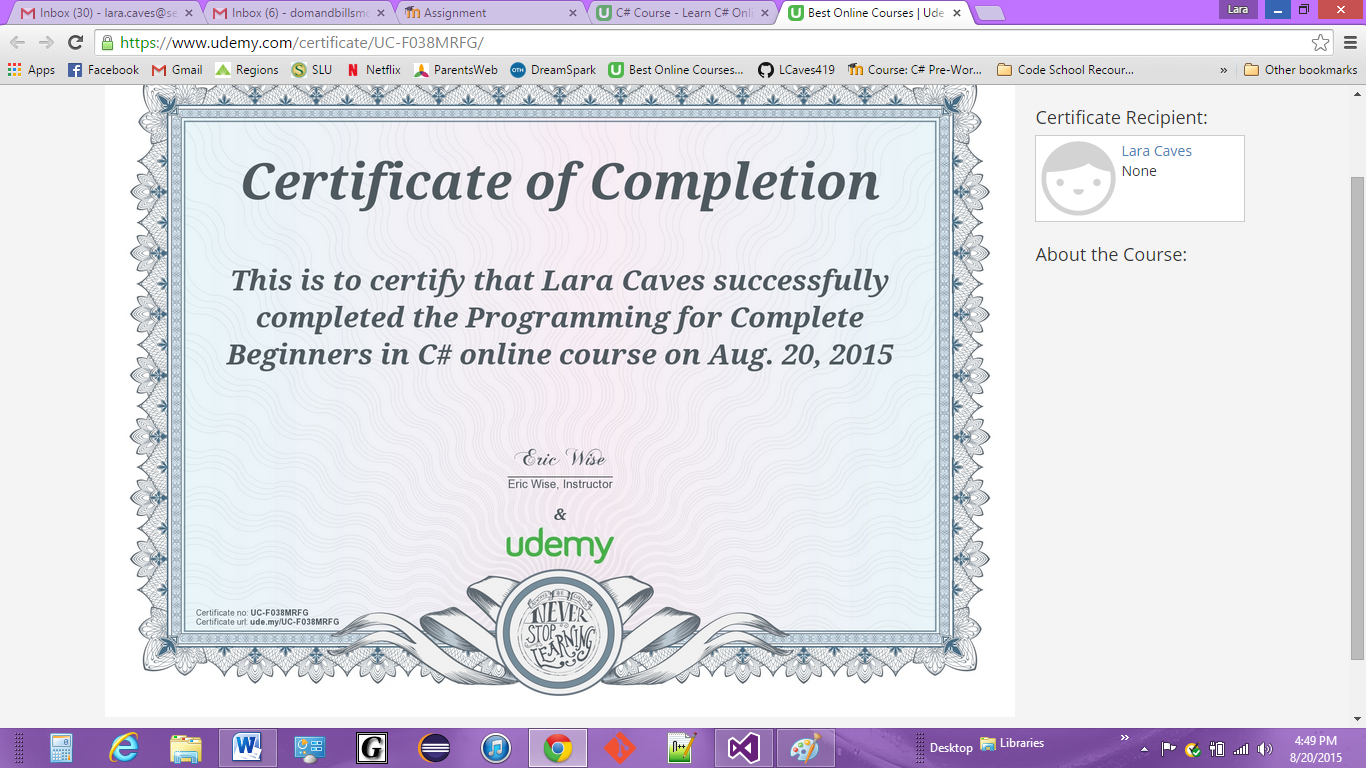 Inbox (30) - lara.caves@se
Inbox (6) - domandbillsmo
Assignment
C# Course - Learn C# Onli
Best Online Courses | Ude
Lara
https://www.udemy.com/certificate/UC-F038MRFG/
Apps
Facebook
Gmail
Regions
SLU
Netflix
ParentsWeb
DreamSpark
Best Online Courses...
LCaves419
Course: C# Pre-Wor...
Code School Recour...
»
Other bookmarks
Certificate of Completion
This is to certify that Lara Caves successfully
completed the Programming for Complete
Beginners in C# online course on Aug. 20, 2015
Eric Wise
Eric Wise, Instructor
&
udemy
NEVER
STOP
LEARNING
Certificate no: UC-F038MRFG
Certificate url: ude.my/UC-F038MRFG
Certificate Recipient:
Lara Caves
None
About the Course:
Desktop
Libraries
»
4:49 PM
8/20/2015